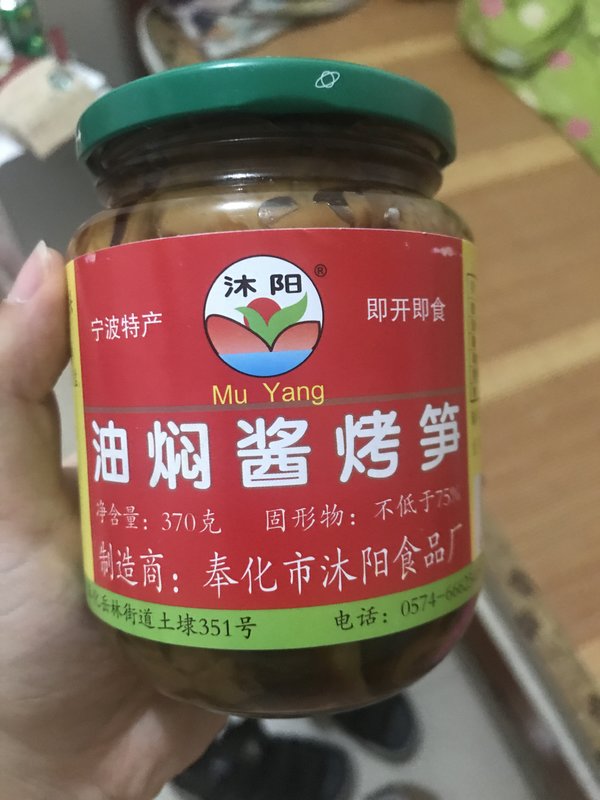 沐阳®
宁波特产
即开即食
Mu Yang
油焖酱烤笋
净含量：370克 固形物：不低于75%
制造商：奉化市沐阳食品厂
化岳林街道土埭351号 电话：0574-6662